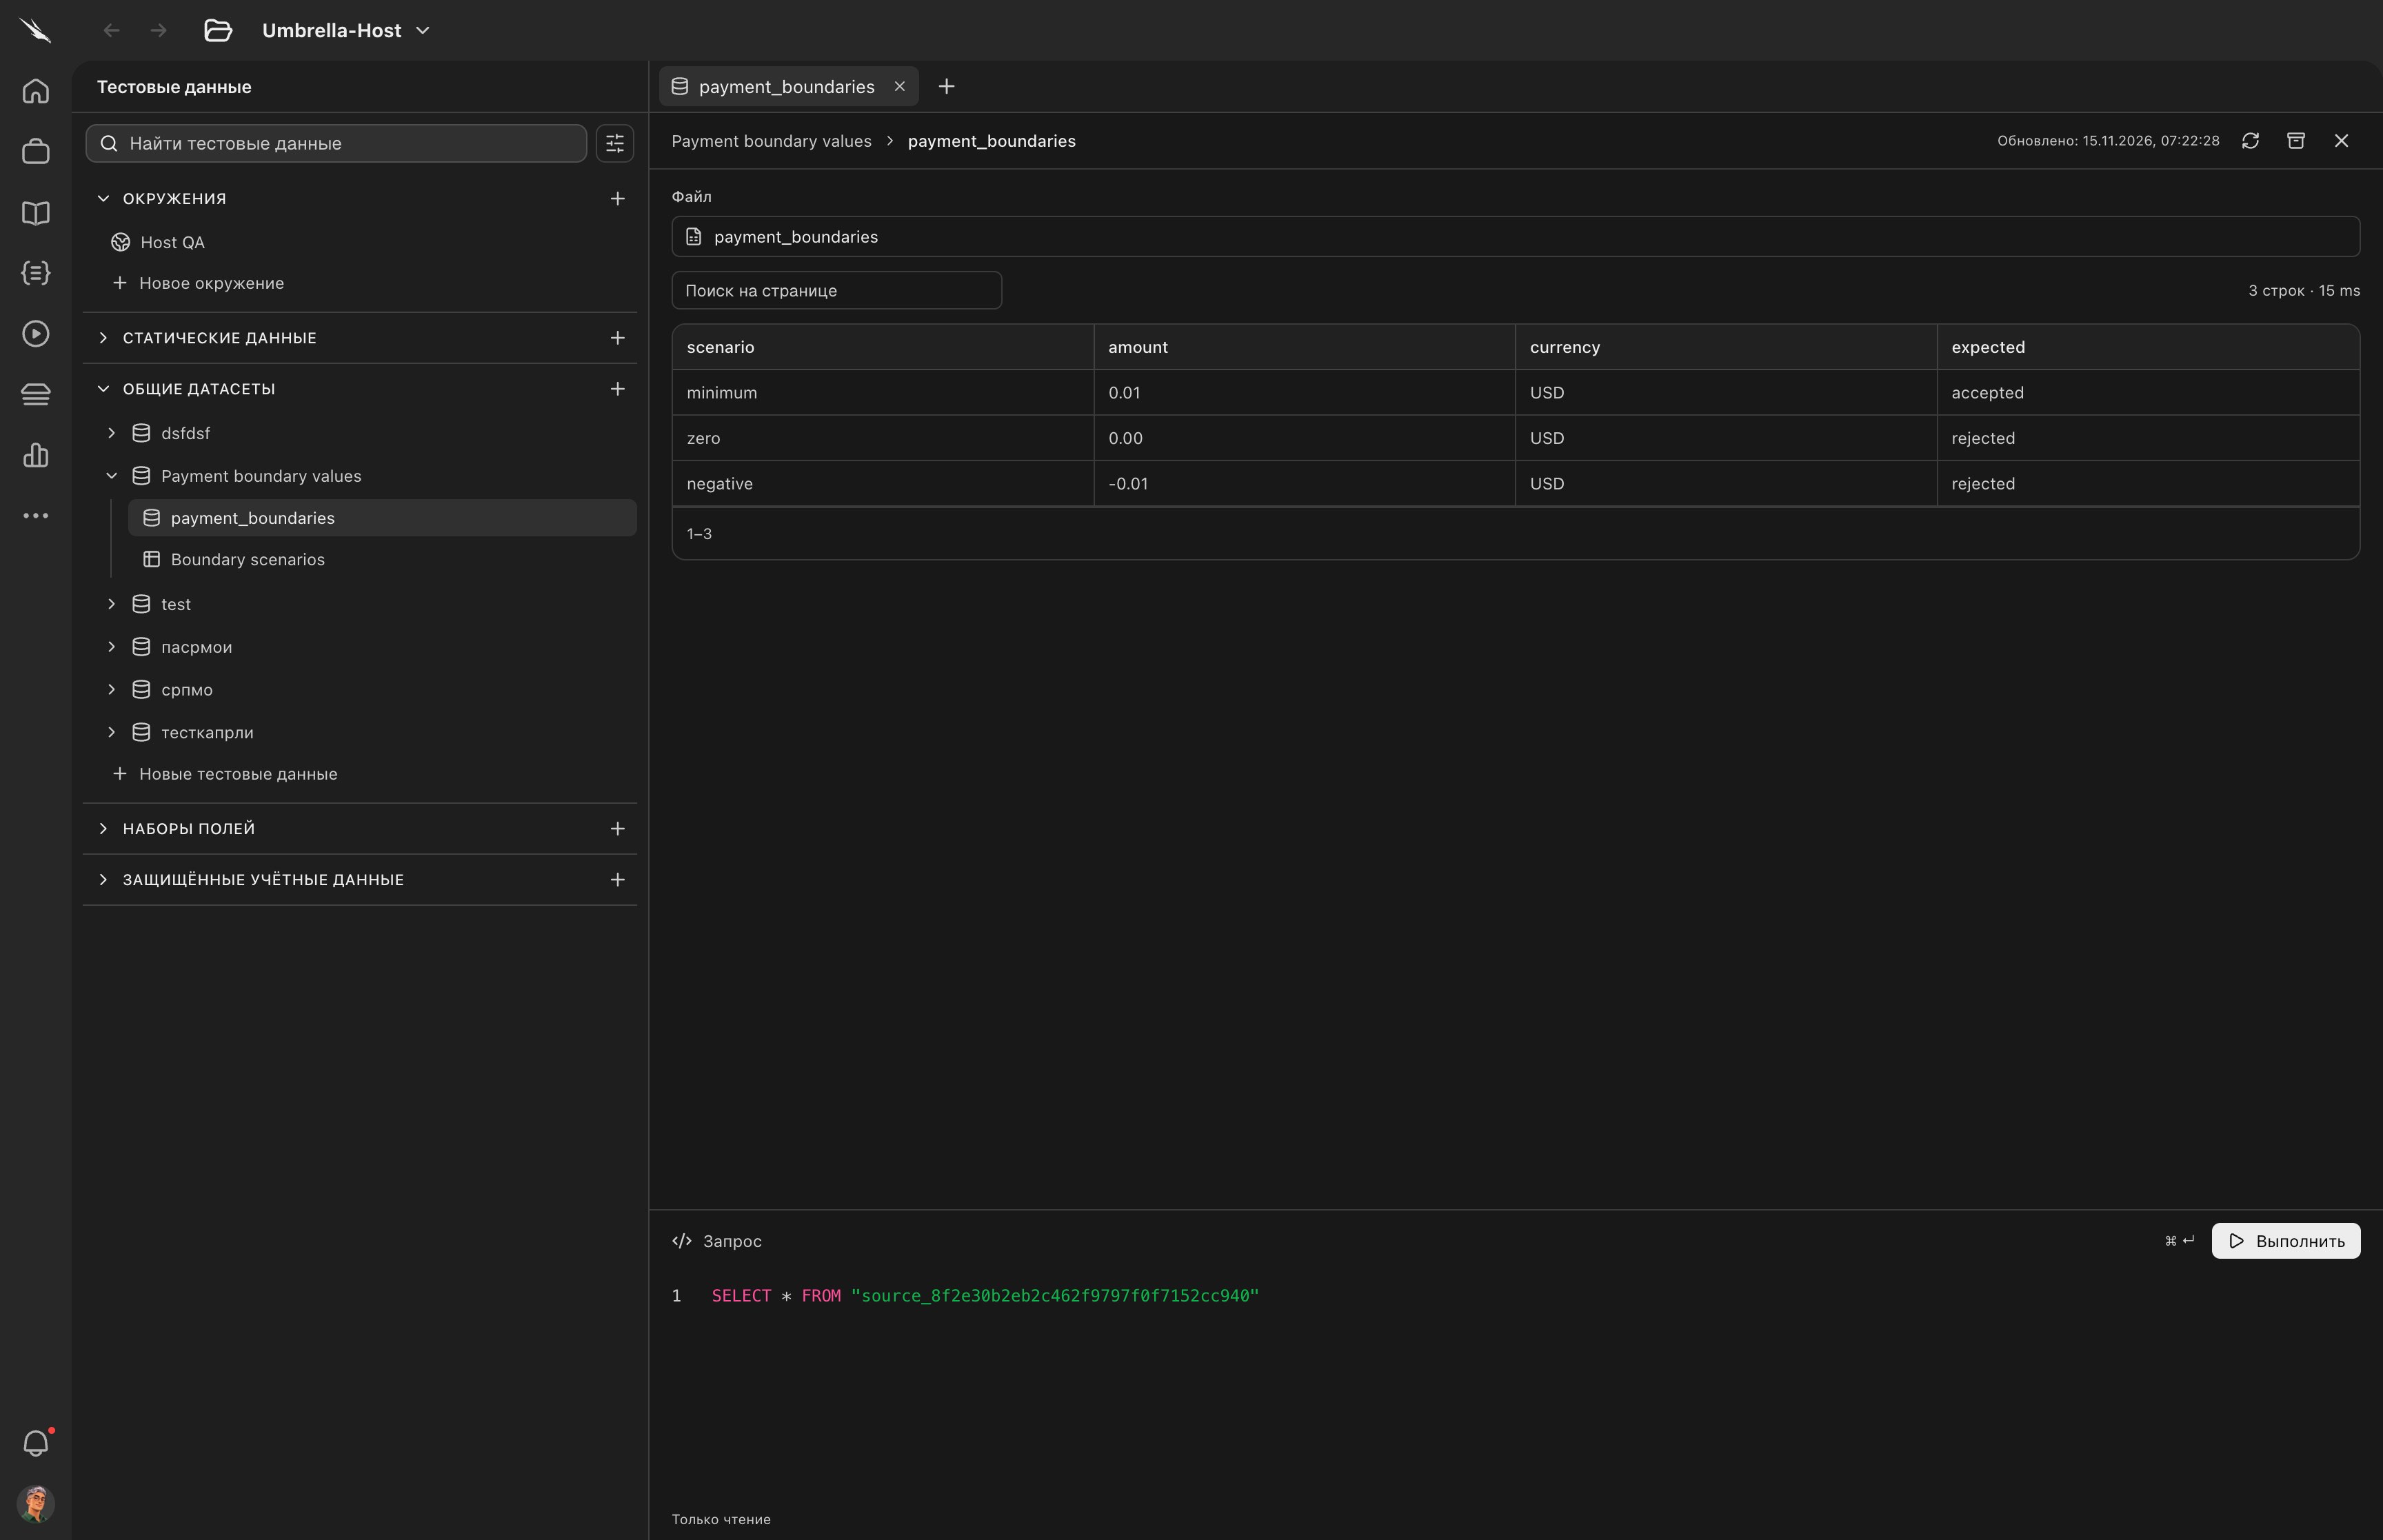 Umbrella-Host
Тестовые данные
Найти тестовые данные
ОКРУЖЕНИЯ
Host QA
Новое окружение
СТАТИЧЕСКИЕ ДАННЫЕ
ОБЩИЕ ДАТАСЕТЫ
dsfdsf
Payment boundary values
payment_boundaries
Boundary scenarios
test
пасрмои
српмо
тесткапрли
Новые тестовые данные
НАБОРЫ ПОЛЕЙ
ЗАЩИЩЁННЫЕ УЧЁТНЫЕ ДАННЫЕ
payment_boundaries
Payment boundary values > payment_boundaries
Обновлено: 15.11.2026, 07:22:28
Файл
payment_boundaries
Поиск на странице
3 строк · 15 ms
scenario amount currency expected
minimum 0.01 USD accepted
zero 0.00 USD rejected
negative -0.01 USD rejected
1–3
</> Запрос
⌘ ↵ Выполнить
1 SELECT * FROM "source_8f2e30b2eb2c462f9797f0f7152cc940"
Только чтение